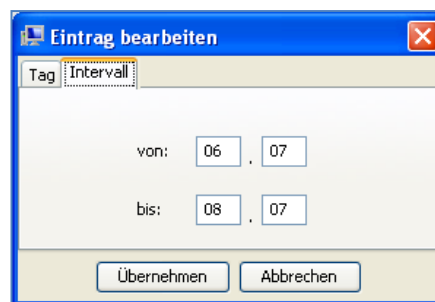 Eintrag bearbeiten
Tag Intervall
von: 06 . 07
bis: 08 . 07
Übernehmen Abbrechen